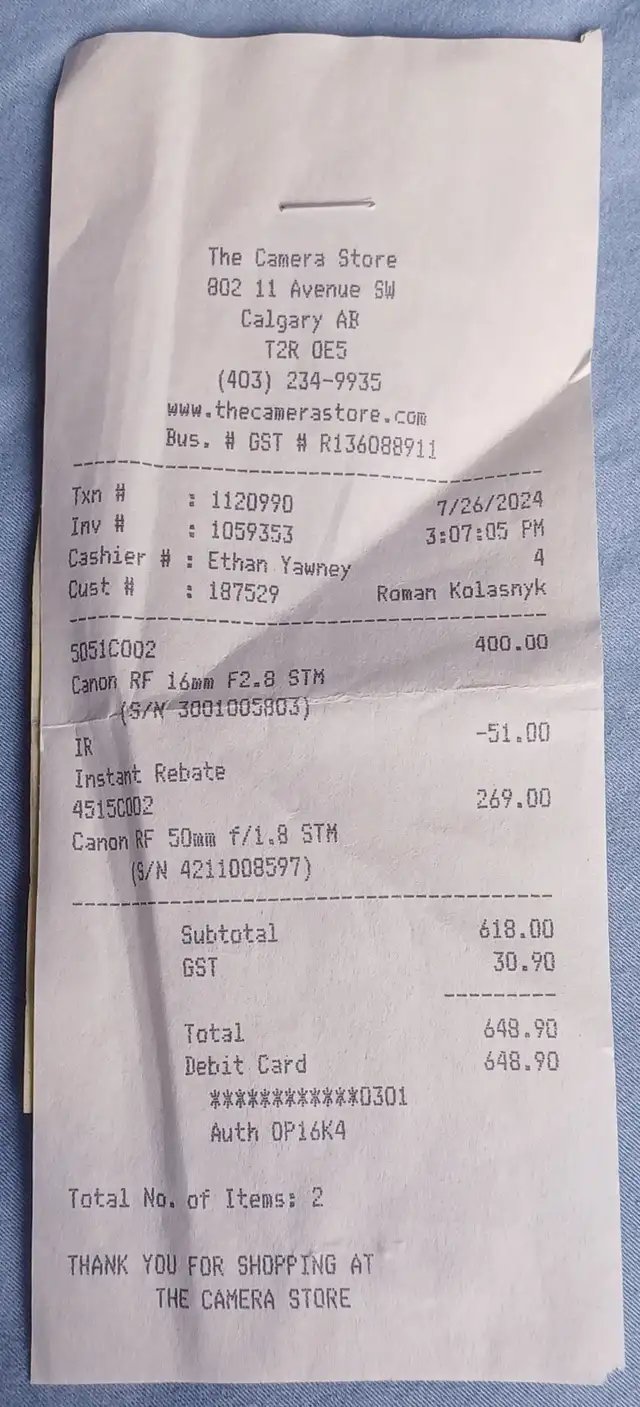 The Camera Store
802 11 Avenue SW
Calgary AB
T2R 0E5
(403) 234-9935
www.thecamerastore.com
Bus. # GST # R136088911
Txn # : 1120990 7/26/2024
Inv # : 1059353 3:07:05 PM
Cashier # : Ethan Yawney 4
Cust # : 187529 Roman Kolasnyk
5051C002 400.00
Canon RF 16mm F2.8 STM
(S/N 3001005803)
IR -51.00
Instant Rebate
4515C002 269.00
Canon RF 50mm f/1.8 STM
(S/N 4211008597)
Subtotal 618.00
GST 30.90
Total 648.90
Debit Card 648.90
************0301
Auth OP16K4
Total No. of Items: 2
THANK YOU FOR SHOPPING AT
THE CAMERA STORE